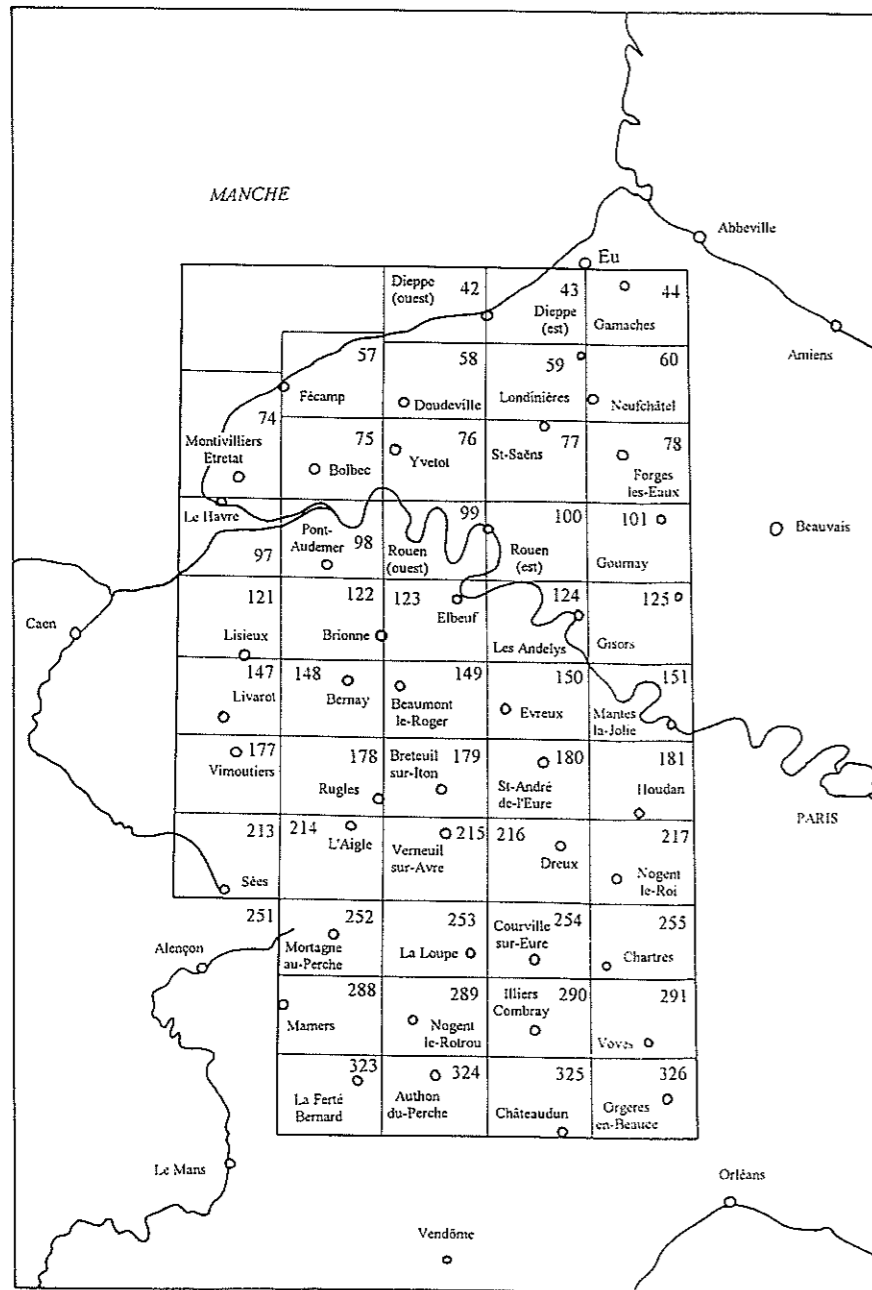 MANCHE
Abbeville
Eu
Dieppe
(ouest)
42
43
Dieppe
(est)
44
Gamaches
Amiens
57
Fécamp
58
Doudeville
59
Londinières
60
Neufchâtel
74
Montivilliers
Etretat
75
Bolbec
76
Yvetot
St-Saëns
77
78
Forges
les-Eaux
Le Havre
97
Pont-
Audemer
98
99
Rouen
(ouest)
100
Rouen
(est)
101
Gournay
Beauvais
Caen
121
Lisieux
122
Brionne
123
Elbeuf
124
Les Andelys
125
Gisors
147
Livarot
148
Bernay
149
Beaumont
le-Roger
150
Evreux
151
Mantes
la-Jolie
177
Vimoutiers
178
Rugles
Breteuil
sur-Iton
179
180
St-André
de-l'Eure
181
Houdan
PARIS
213
Sées
214
L'Aigle
215
Verneuil
sur-Avre
216
Dreux
217
Nogent
le-Roi
251
Alençon
252
Mortagne
au-Perche
253
La Loupe
Courville
sur-Eure
254
255
Chartres
288
Mamers
289
Nogent
le-Rotrou
Illiers
Combray
290
291
Voves
323
La Ferté
Bernard
324
Authon
du-Perche
325
Châteaudun
326
Orgeres
en-Beauce
Le Mans
Orléans
Vendôme